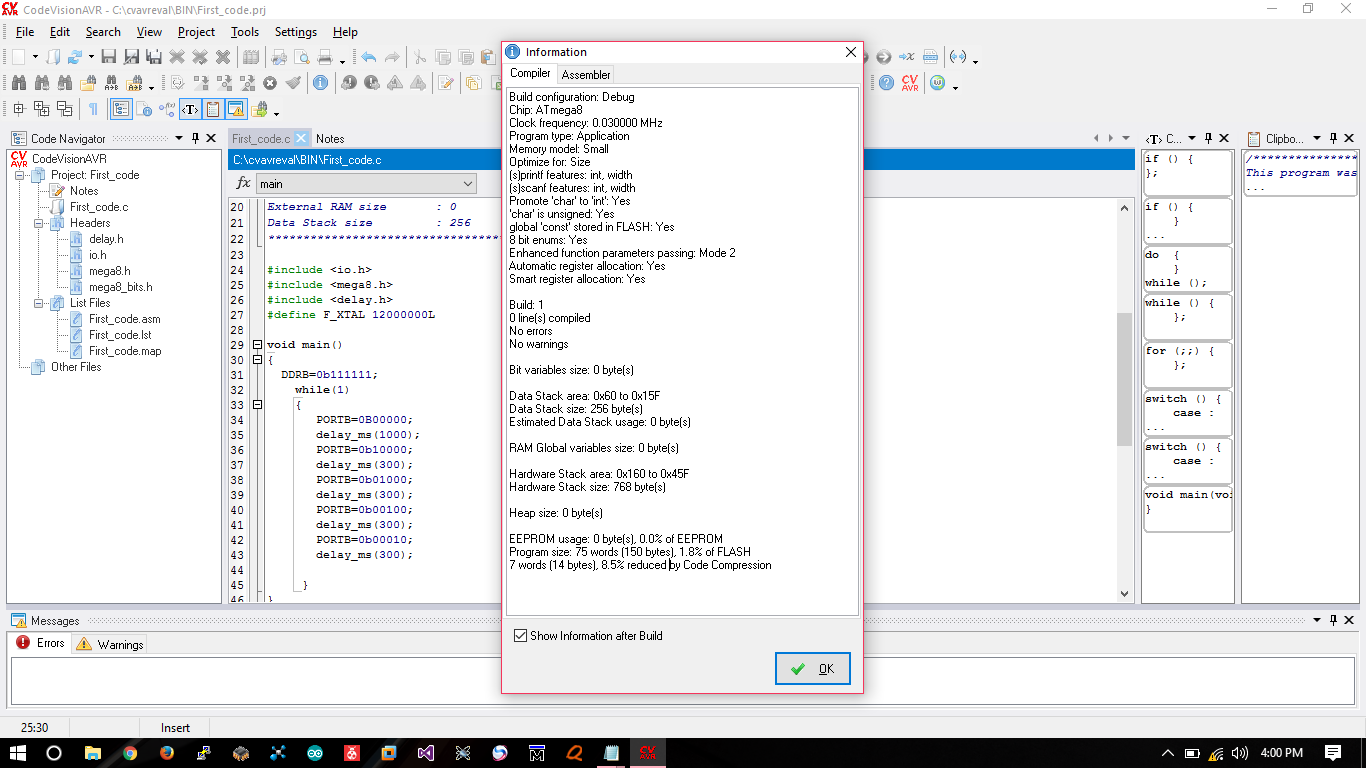 CodeVisionAVR - C:\cvavreval\BIN\First_code.prj
File Edit Search View Project Tools Settings Help
Code Navigator
CodeVisionAVR
Project: First_code
Notes
First_code.c
Headers
delay.h
io.h
mega8.h
mega8_bits.h
List Files
First_code.asm
First_code.lst
First_code.map
Other Files
First_code.c Notes
C:\cvavreval\BIN\First_code.c
fx main
20 External RAM size : 0
21 Data Stack size : 256
22 **********************************
23
24 #include <io.h>
25 #include <mega8.h>
26 #include <delay.h>
27 #define F_XTAL 12000000L
28
29 void main()
30 {
31 DDRB=0b111111;
32 while(1)
33 {
34 PORTB=0B00000;
35 delay_ms(1000);
36 PORTB=0b10000;
37 delay_ms(300);
38 PORTB=0b01000;
39 delay_ms(300);
40 PORTB=0b00100;
41 delay_ms(300);
42 PORTB=0b00010;
43 delay_ms(300);
44
45 }
46 }
Information
Compiler Assembler
Build configuration: Debug
Chip: ATmega8
Clock frequency: 0.030000 MHz
Program type: Application
Memory model: Small
Optimize for: Size
(s)printf features: int, width
(s)scanf features: int, width
Promote 'char' to 'int': Yes
'char' is unsigned: Yes
global 'const' stored in FLASH: Yes
8 bit enums: Yes
Enhanced function parameters passing: Mode 2
Automatic register allocation: Yes
Smart register allocation: Yes
Build: 1
0 line(s) compiled
No errors
No warnings
Bit variables size: 0 byte(s)
Data Stack area: 0x60 to 0x15F
Data Stack size: 256 byte(s)
Estimated Data Stack usage: 0 byte(s)
RAM Global variables size: 0 byte(s)
Hardware Stack area: 0x160 to 0x45F
Hardware Stack size: 768 byte(s)
Heap size: 0 byte(s)
EEPROM usage: 0 byte(s), 0.0% of EEPROM
Program size: 75 words (150 bytes), 1.8% of FLASH
7 words (14 bytes), 8.5% reduced by Code Compression
Show Information after Build
OK
<T> C...
if () {
};
if () {
}
...
do {
}
while ();
while () {
};
for (;;) {
};
switch () {
case :
...
switch () {
case :
...
void main(voi
}
Clipbo...
/***************
This program was
...
Messages
Errors Warnings
25:30 Insert
4:00 PM